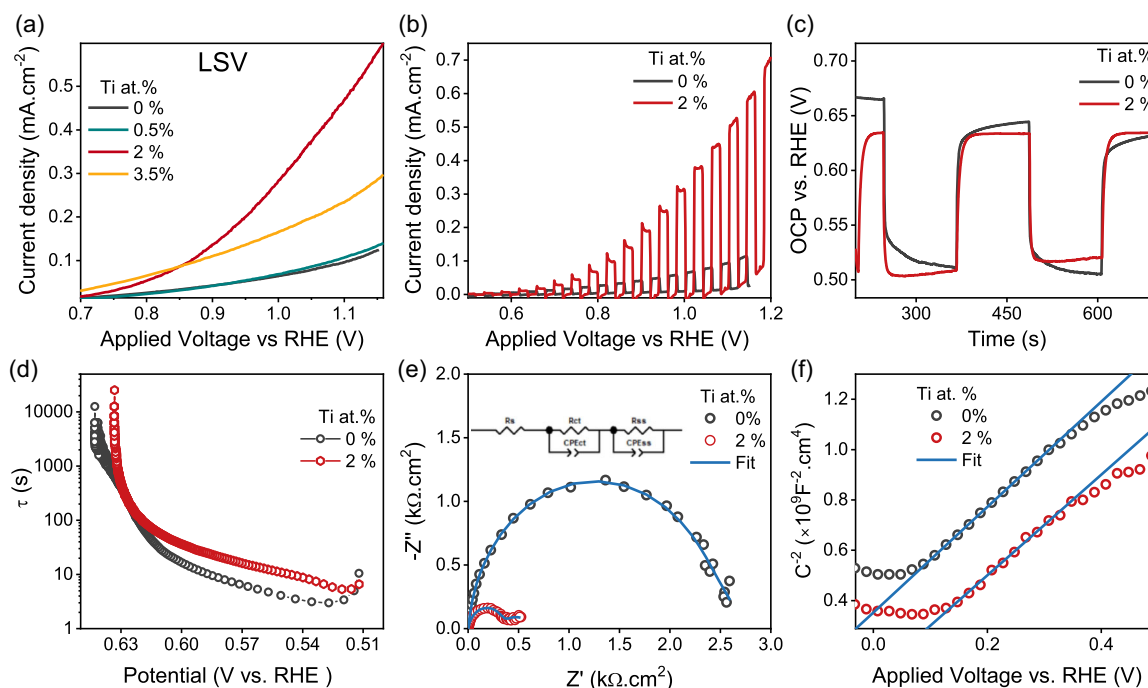 (a)
LSV
Ti at.%
0 %
0.5%
2 %
3.5%
Current density (mA.cm-2)
0.5
0.4
0.3
0.2
0.1
0.7 0.8 0.9 1.0 1.1
Applied Voltage vs RHE (V)
(b)
Ti at.%
0 %
2 %
Current density (mA.cm-2)
0.7
0.6
0.5
0.4
0.3
0.2
0.1
0.0
0.6 0.8 1.0 1.2
Applied Voltage vs RHE (V)
(c)
Ti at.%
0 %
2 %
OCP vs. RHE (V)
0.65
0.60
0.55
0.50
300 450 600
Time (s)
(d)
Ti at.%
0 %
2 %
τ (s)
10000
1000
100
10
1
0.63 0.60 0.57 0.54 0.51
Potential (V vs. RHE )
(e)
Ti at.%
0%
2 %
Fit
Rs Rct Rss
CPEct CPEss
-Z'' (kΩ.cm2)
2.0
1.5
1.0
0.5
0.0
0.0 0.5 1.0 1.5 2.0 2.5 3.0
Z' (kΩ.cm2)
(f)
Ti at. %
0%
2 %
Fit
C-2 (×109F-2.cm4)
1.2
1.0
0.8
0.6
0.4
0.0 0.2 0.4
Applied Voltage vs RHE (V)